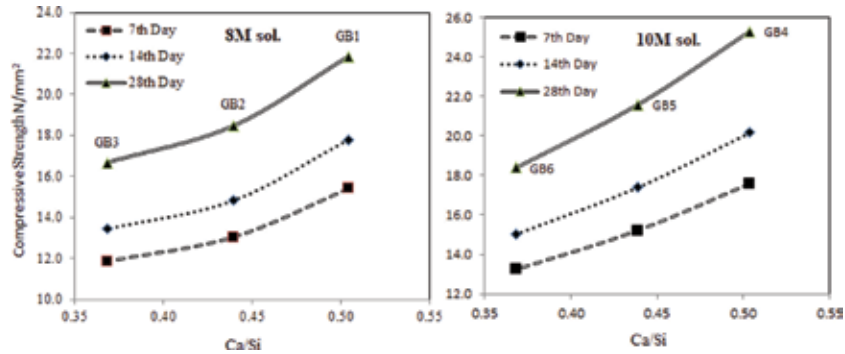 24.0
22.0
20.0
18.0
16.0
14.0
12.0
10.0
Compressive Strength N/mm²
7th Day
14th Day
28th Day
8M sol.
GB1
GB2
GB3
0.35
0.40
0.45
0.50
0.55
Ca/Si
26.0
24.0
22.0
20.0
18.0
16.0
14.0
12.0
7th Day
14th Day
28th Day
10M sol.
GB4
GB5
GB6
0.55
0.40
0.45
0.50
0.55
Ca/Si